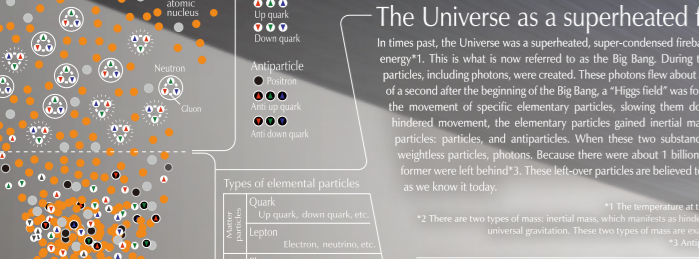 atomic
nucleus
Up quark
Down quark
Antiparticle
Positron
Anti up quark
Anti down quark
Neutron
Gluon
Types of elemental particles
Matter particles
Quark
Up quark, down quark, etc.
Lepton
Electron, neutrino, etc.
The Universe as a superheated f
In times past, the Universe was a superheated, super-condensed fireba
energy*1. This is what is now referred to as the Big Bang. During t
particles, including photons, were created. These photons flew about
of a second after the beginning of the Big Bang, a “Higgs field” was fo
the movement of specific elementary particles, slowing them do
hindered movement, the elementary particles gained inertial ma
particles: particles, and antiparticles. When these two substanc
weightless particles, photons. Because there were about 1 billion
former were left behind*3. These left-over particles are believed to
as we know it today.
*1 The temperature at t
*2 There are two types of mass: inertial mass, which manifests as hinde
universal gravitation. These two types of mass are exa
*3 Antip